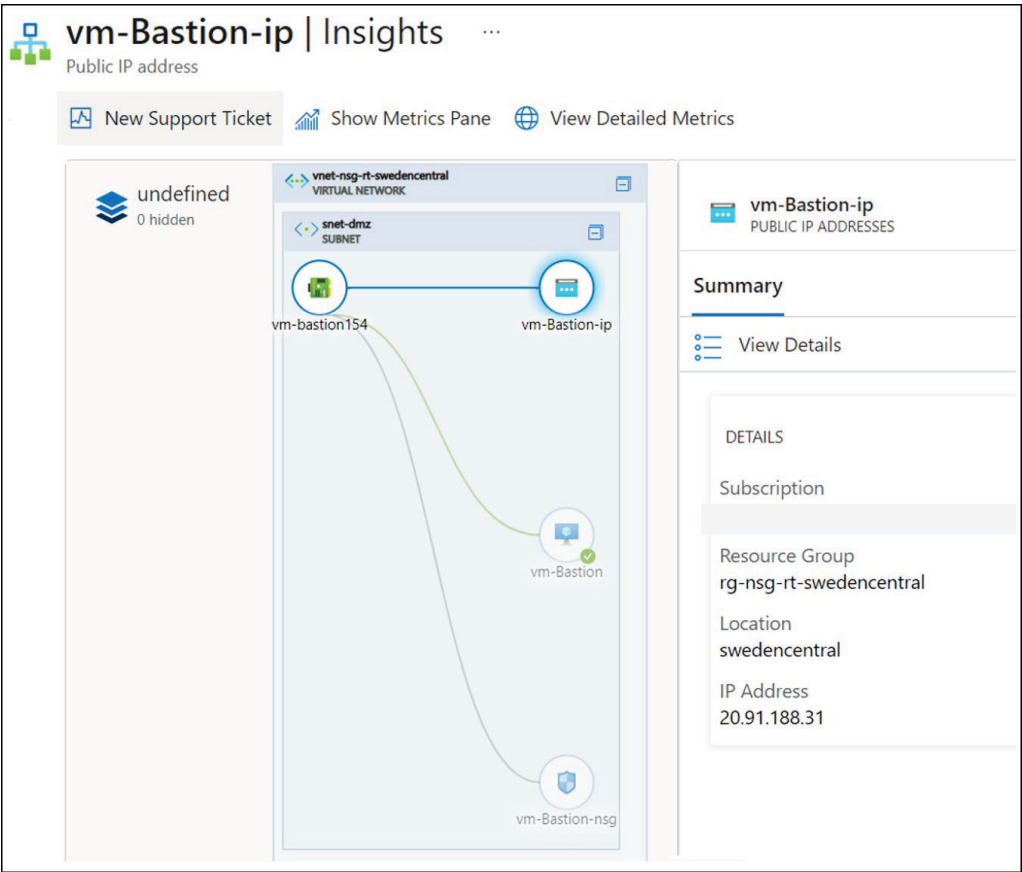 vm-Bastion-ip | Insights ...
Public IP address
New Support Ticket
Show Metrics Pane
View Detailed Metrics
undefined
0 hidden
vnet-nsg-rt-swedencentral
VIRTUAL NETWORK
snet-dmz
SUBNET
vm-bastion154
vm-Bastion-ip
vm-Bastion
vm-Bastion-nsg
vm-Bastion-ip
PUBLIC IP ADDRESSES
Summary
View Details
DETAILS
Subscription
Resource Group
rg-nsg-rt-swedencentral
Location
swedencentral
IP Address
20.91.188.31